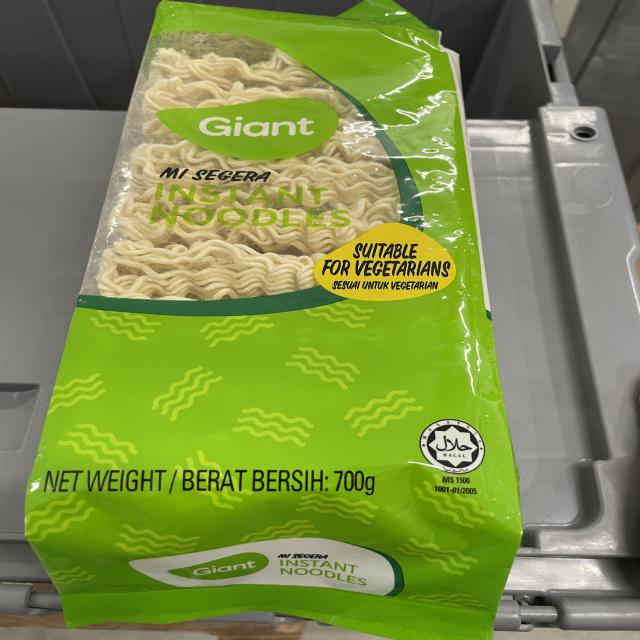 Giant
MI SEGERA
INSTANT
NOODLES
SUITABLE
FOR VEGETARIANS
SESUAI UNTUK VEGETARIAN
NET WEIGHT / BERAT BERSIH: 700g
حلال
HALAL
MS 1500
1001-01/2005
Giant
MI SEGERA
INSTANT
NOODLES